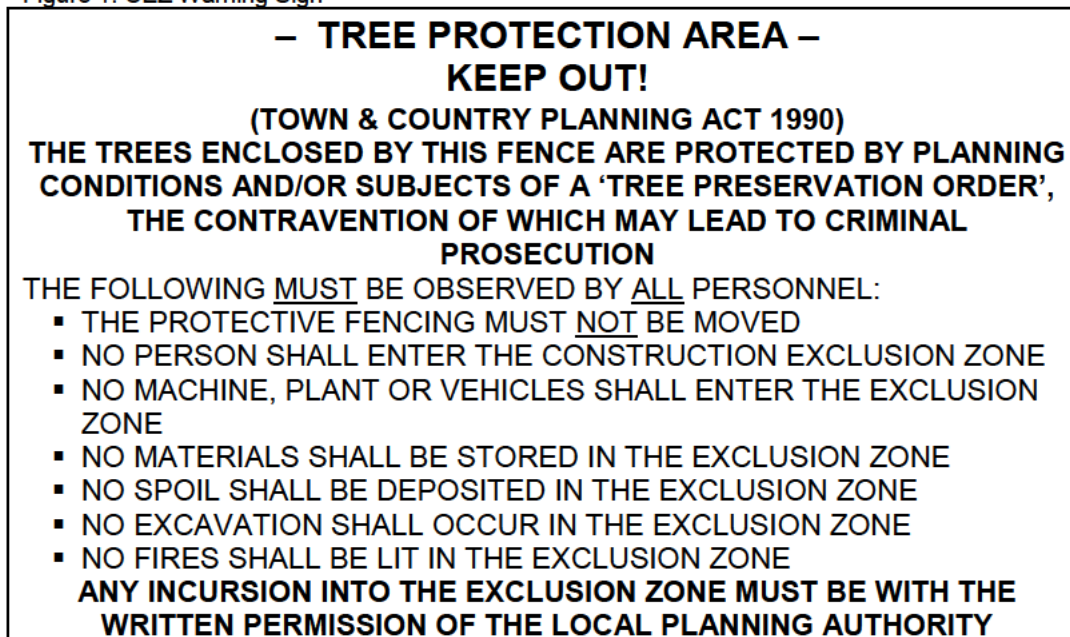 – TREE PROTECTION AREA –
KEEP OUT!
(TOWN & COUNTRY PLANNING ACT 1990)
THE TREES ENCLOSED BY THIS FENCE ARE PROTECTED BY PLANNING
CONDITIONS AND/OR SUBJECTS OF A ‘TREE PRESERVATION ORDER’,
THE CONTRAVENTION OF WHICH MAY LEAD TO CRIMINAL
PROSECUTION
THE FOLLOWING MUST BE OBSERVED BY ALL PERSONNEL:
▪ THE PROTECTIVE FENCING MUST NOT BE MOVED
▪ NO PERSON SHALL ENTER THE CONSTRUCTION EXCLUSION ZONE
▪ NO MACHINE, PLANT OR VEHICLES SHALL ENTER THE EXCLUSION
ZONE
▪ NO MATERIALS SHALL BE STORED IN THE EXCLUSION ZONE
▪ NO SPOIL SHALL BE DEPOSITED IN THE EXCLUSION ZONE
▪ NO EXCAVATION SHALL OCCUR IN THE EXCLUSION ZONE
▪ NO FIRES SHALL BE LIT IN THE EXCLUSION ZONE
ANY INCURSION INTO THE EXCLUSION ZONE MUST BE WITH THE
WRITTEN PERMISSION OF THE LOCAL PLANNING AUTHORITY